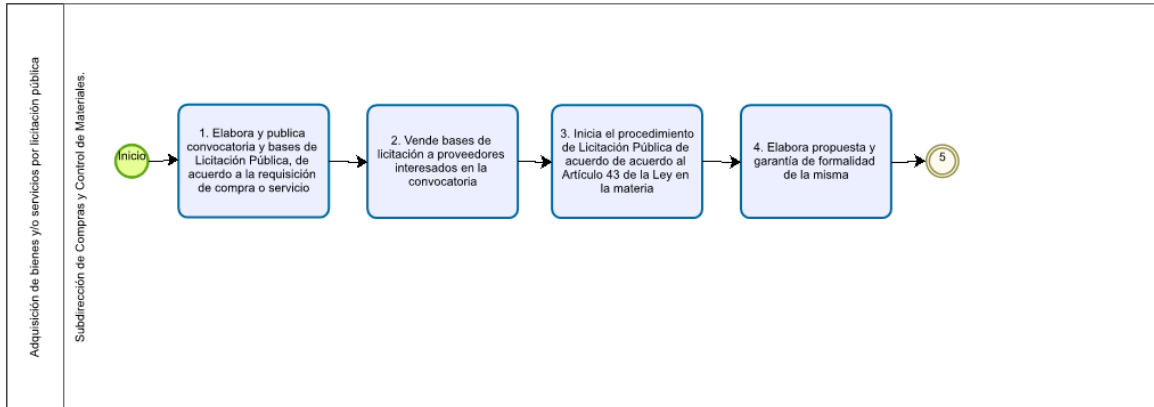 Adquisición de bienes y/o servicios por licitación pública
Subdirección de Compras y Control de Materiales.
Inicio
1. Elabora y publica
convocatoria y bases de
Licitación Pública, de
acuerdo a la requisición
de compra o servicio
2. Vende bases de
licitación a proveedores
interesados en la
convocatoria
3. Inicia el procedimiento
de Licitación Pública de
acuerdo de acuerdo al
Artículo 43 de la Ley en
la materia
4. Elabora propuesta y
garantía de formalidad
de la misma
5